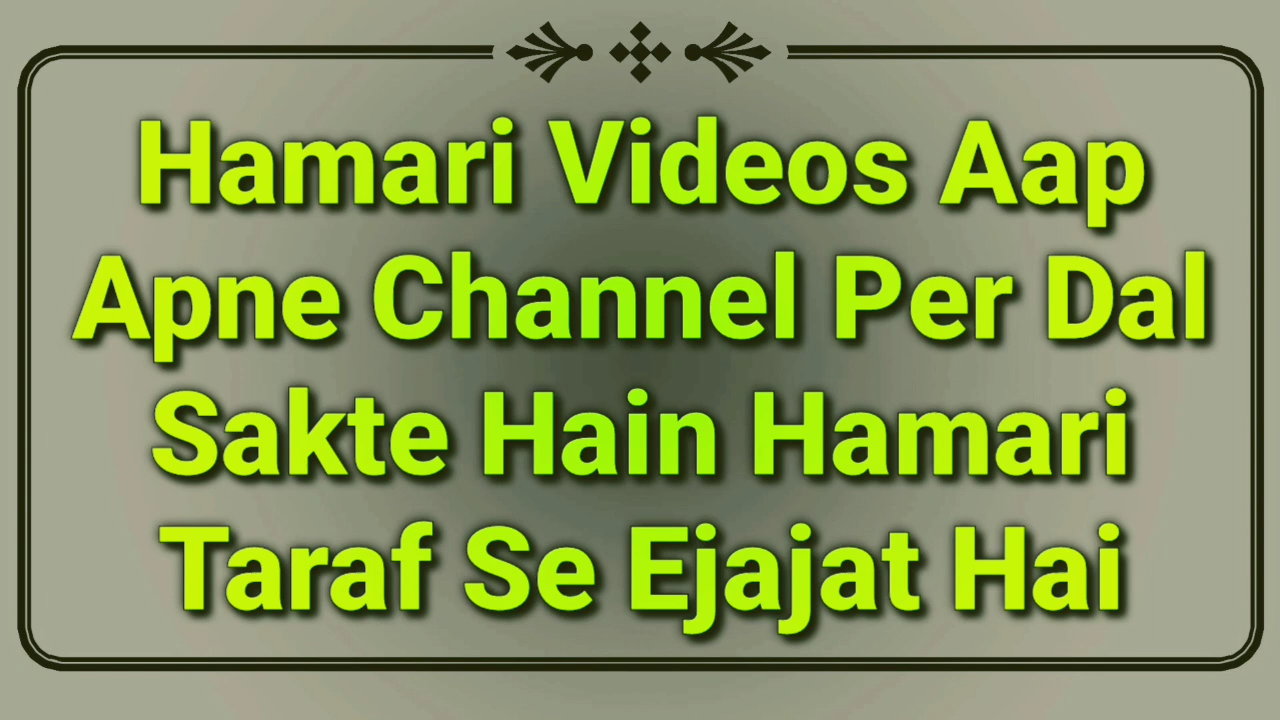 Hamari Videos Aap
Apne Channel Per Dal
Sakte Hain Hamari
Taraf Se Ejajat Hai